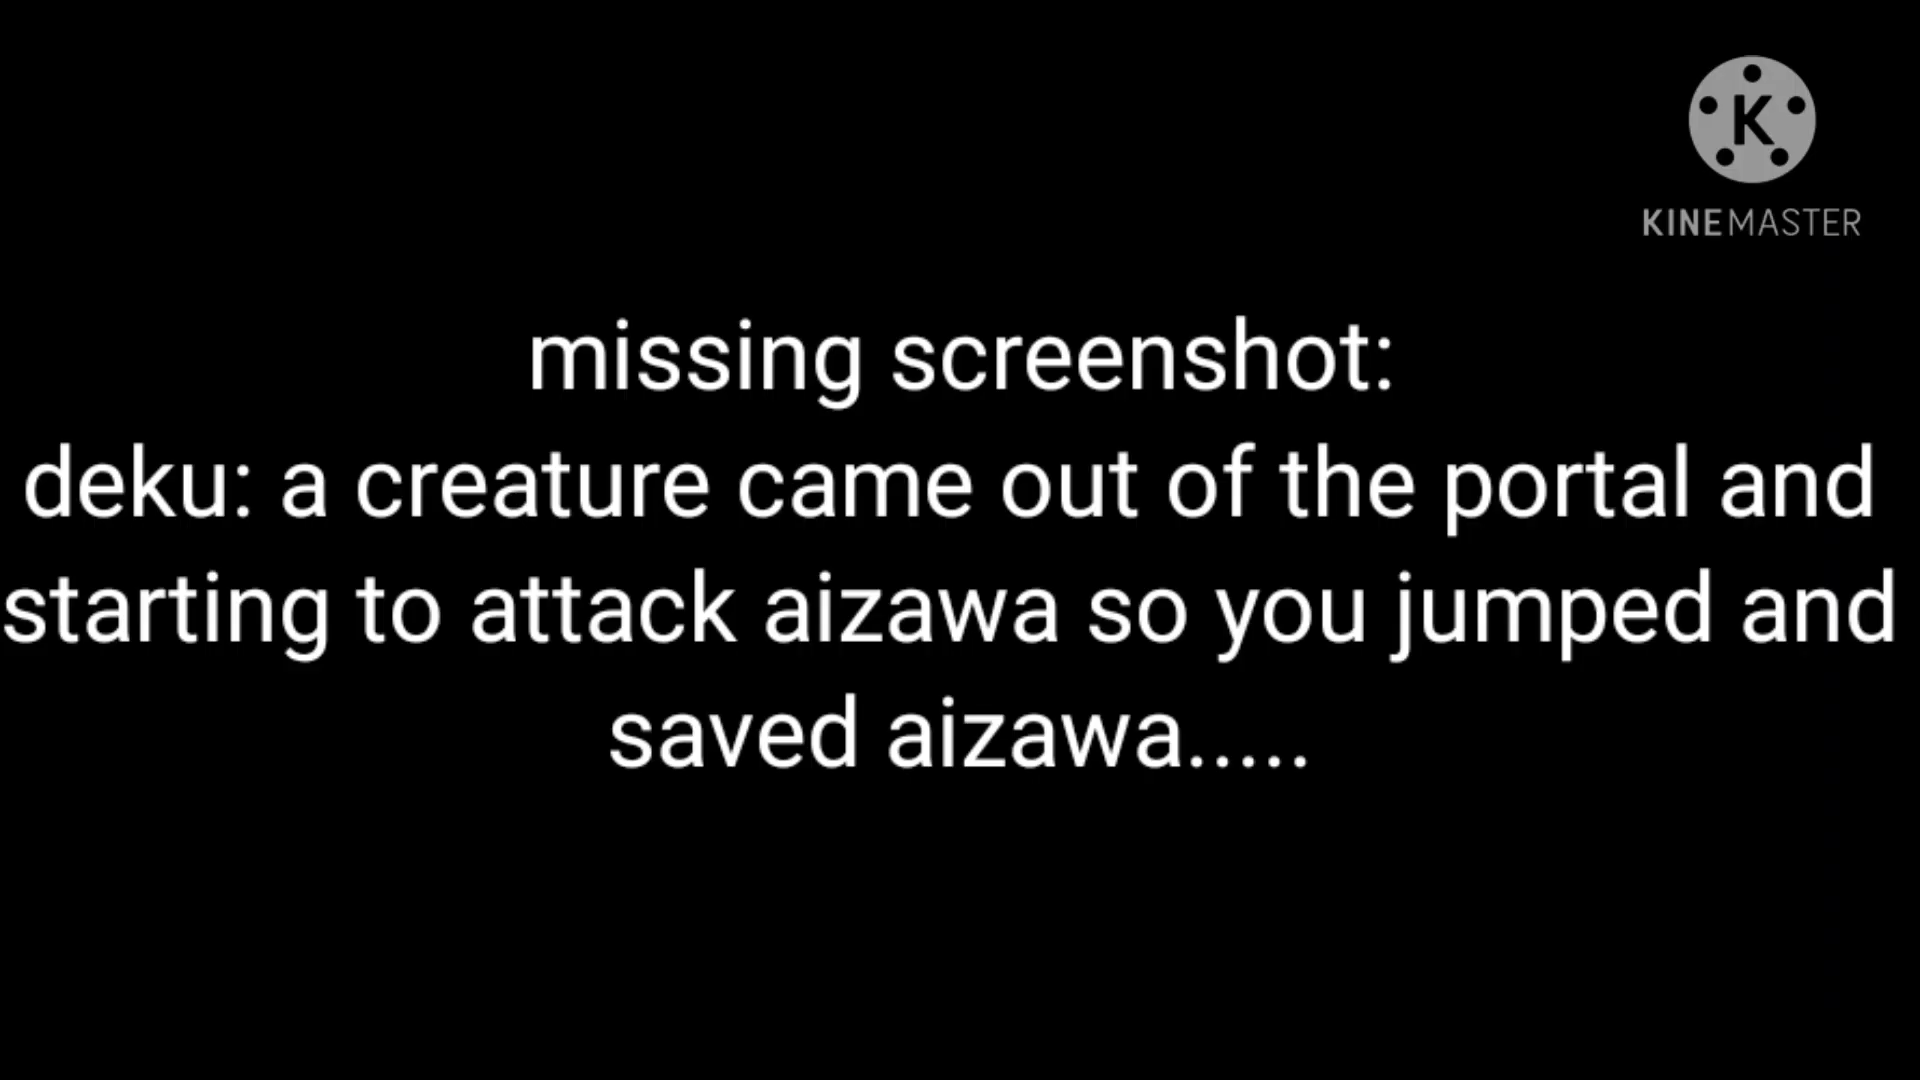 K
KINEMASTER
missing screenshot:
deku: a creature came out of the portal and
starting to attack aizawa so you jumped and
saved aizawa.....